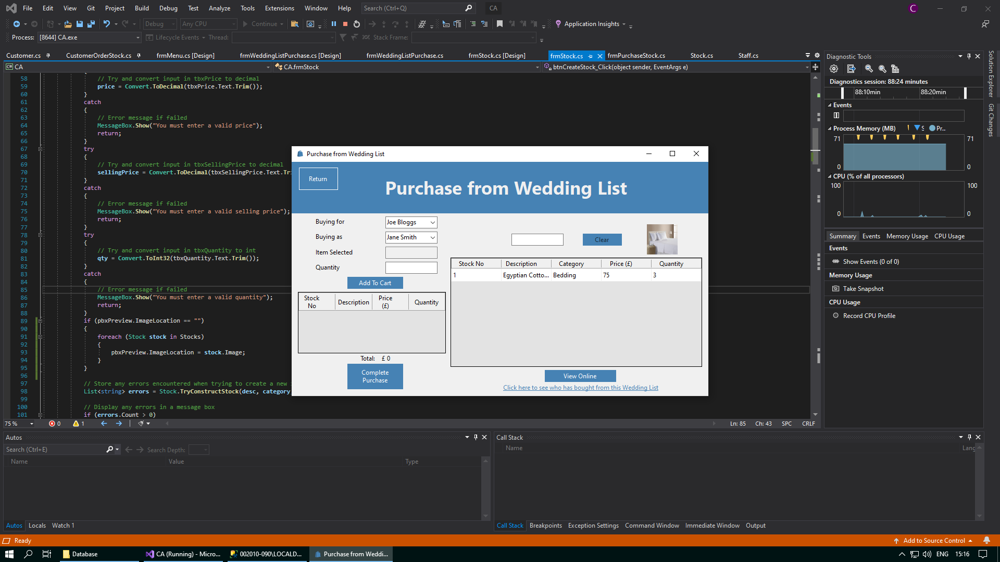 File Edit View Git Project Build Debug Test Analyze Tools Extensions Window Help Search (Ctrl+Q) CA C
Debug Any CPU Continue Application Insights
Process: [8644] CA.exe Lifecycle Events Thread: Stack Frame:
Customer.cs CustomerOrderStock.cs frmMenu.cs [Design] frmWeddingListPurchase.cs [Design] frmWeddingListPurchase.cs frmStock.cs [Design] frmStock.cs frmPurchaseStock.cs Stock.cs Staff.cs
CA CA.frmStock btnCreateStock_Click(object sender, EventArgs e)
58 // Try and convert input in tbxPrice to decimal
59 price = Convert.ToDecimal(tbxPrice.Text.Trim());
60 }
61 catch
62 {
63 // Error message if failed
64 MessageBox.Show("You must enter a valid price");
65 return;
66 }
67 try
68 {
69 // Try and convert input in tbxSellingPrice to decimal
70 sellingPrice = Convert.ToDecimal(tbxSellingPrice.Text.Tri
71 }
72 catch
73 {
74 // Error message if failed
75 MessageBox.Show("You must enter a valid selling price");
76 return;
77 }
78 try
79 {
80 // Try and convert input in tbxQuantity to int
81 qty = Convert.ToInt32(tbxQuantity.Text.Trim());
82 }
83 catch
84 {
85 // Error message if failed
86 MessageBox.Show("You must enter a valid quantity");
87 return;
88 }
89 if (pbxPreview.ImageLocation == "")
90 {
91 foreach (Stock stock in Stocks)
92 {
93 pbxPreview.ImageLocation = stock.Image;
94 }
95 }
96
97 // Store any errors encountered when trying to create a new
98 List<string> errors = Stock.TryConstructStock(desc, category
99
100 // Display any errors in a message box
101 if (errors.Count > 0)
75 % 0 1 Ln: 85 Ch: 43 SPC CRLF
Purchase from Wedding List
Return
Purchase from Wedding List
Buying for Joe Bloggs
Buying as Jane Smith
Clear
Item Selected
Quantity
Add To Cart
Stock No Description Price (£) Quantity
Total: £ 0
Complete Purchase
Stock No Description Category Price (£) Quantity
1 Egyptian Cotto... Bedding 75 3
View Online
Click here to see who has bought from this Wedding List
Diagnostic Tools
Diagnostics session: 88:24 minutes
88:10min 88:20min
Events
Process Memory (MB) S Pr...
71 71
0 0
CPU (% of all processors)
100 100
0 0
Summary Events Memory Usage CPU Usage
Events
Show Events (0 of 0)
Memory Usage
Take Snapshot
CPU Usage
Record CPU Profile
Solution Explorer
Git Changes
Autos
Search (Ctrl+E) Search Depth:
Name Value Type
Autos Locals Watch 1
Call Stack
Name Lang
Call Stack Breakpoints Exception Settings Command Window Immediate Window Output
Ready Add to Source Control
Database CA (Running) - Micro... 002010-090\LOCALD... Purchase from Weddi... ENG 15:16